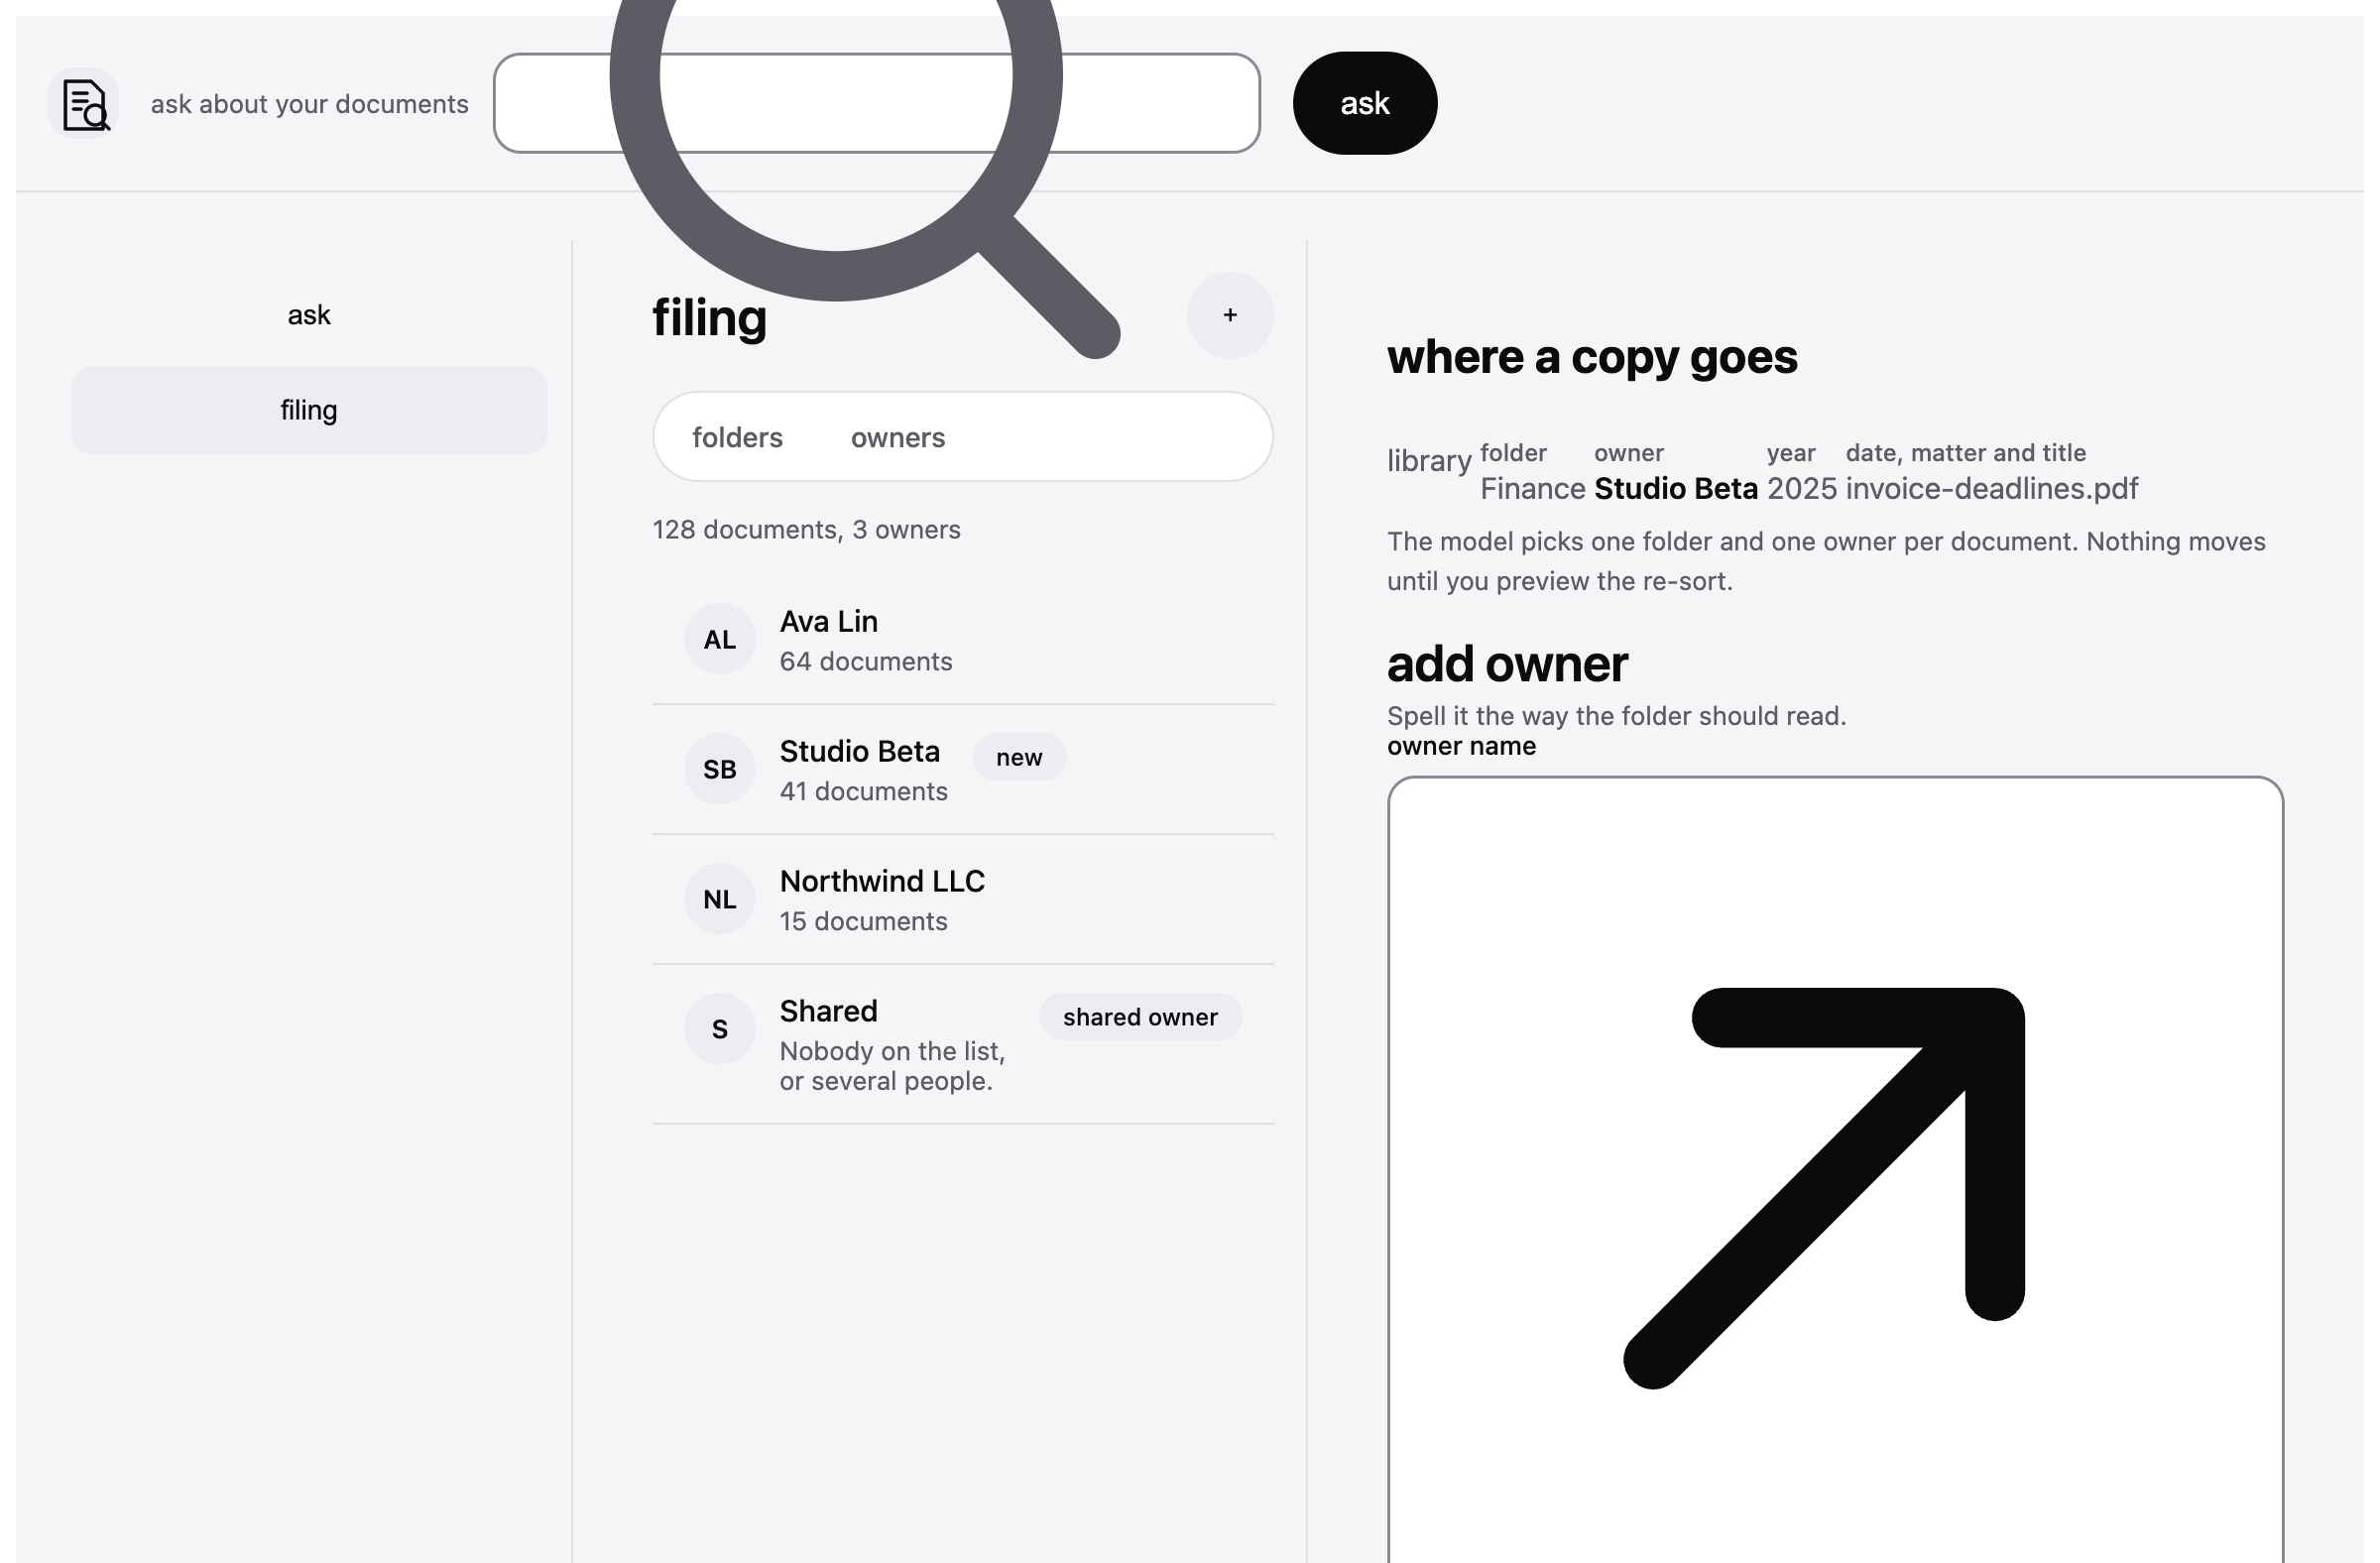 ask about your documents
ask
ask
filing
filing
+
folders owners
128 documents, 3 owners
AL
Ava Lin
64 documents
SB
Studio Beta
new
41 documents
NL
Northwind LLC
15 documents
S
Shared
shared owner
Nobody on the list,
or several people.
where a copy goes
library
folder owner year date, matter and title
Finance Studio Beta 2025 invoice-deadlines.pdf
The model picks one folder and one owner per document. Nothing moves
until you preview the re-sort.
add owner
Spell it the way the folder should read.
owner name